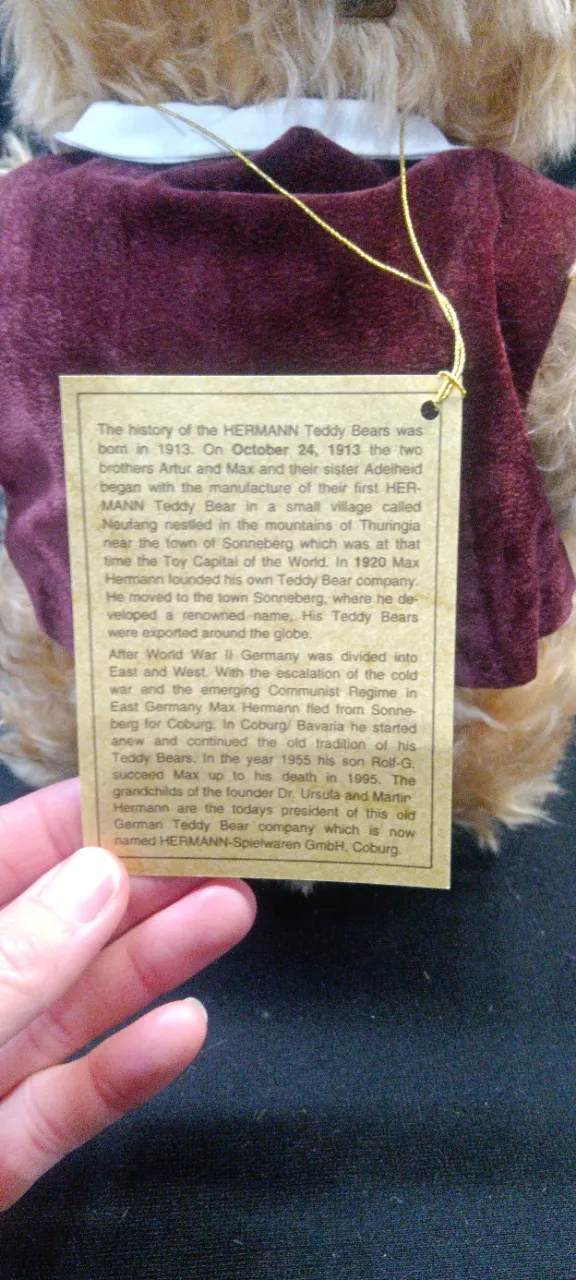 The history of the HERMANN Teddy Bears was
born in 1913. On October 24, 1913 the two
brothers Artur and Max and their sister Adelheid
began with the manufacture of their first HER-
MANN Teddy Bear in a small village called
Neufang nestled in the mountains of Thuringia
near the town of Sonneberg which was at that
time the Toy Capital of the World. In 1920 Max
Hermann founded his own Teddy Bear company.
He moved to the town Sonneberg, where he de-
veloped a renowned name. His Teddy Bears
were exported around the globe.
After World War II Germany was divided into
East and West. With the escalation of the cold
war and the emerging Communist Regime in
East Germany Max Hermann fled from Sonne-
berg for Coburg. In Coburg/ Bavaria he started
anew and continued the old tradition of his
Teddy Bears. In the year 1955 his son Rolf-G.
succeed Max up to his death in 1995. The
grandchilds of the founder Dr. Ursula and Martin
Hermann are the todays president of this old
German Teddy Bear company which is now
named HERMANN-Spielwaren GmbH, Coburg.